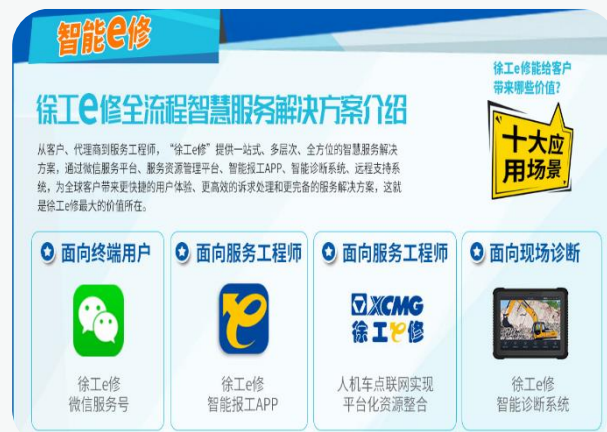 智能e修
徐工e修能给客户
带来哪些价值?
徐工e修全流程智慧服务解决方案介绍
十大应
用场景
从客户、代理商到服务工程师，“徐工e修”提供一站式、多层次、全方位的智慧服务解决
方案，通过微信服务平台、服务资源管理平台、智能报工APP、智能诊断系统、远程支持系
统，为全球客户带来更快捷的用户体验、更高效的诉求处理和更完备的服务解决方案，这就
是徐工e修最大的价值所在。
面向终端用户
徐工e修
微信服务号
面向服务工程师
徐工e修
智能报工APP
面向服务工程师
XCMG
徐工e修
人机车点联网实现
平台化资源整合
面向现场诊断
徐工e修
智能诊断系统